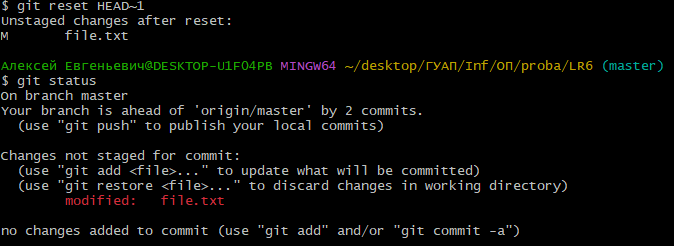 $ git reset HEAD~1
Unstaged changes after reset:
M       file.txt
Алексей Евгеньевич@DESKTOP-U1F04PB MINGW64 ~/desktop/ГУАП/Inf/ОП/proba/LR6 (master)
$ git status
On branch master
Your branch is ahead of 'origin/master' by 2 commits.
  (use "git push" to publish your local commits)
Changes not staged for commit:
  (use "git add <file>..." to update what will be committed)
  (use "git restore <file>..." to discard changes in working directory)
        modified:   file.txt
no changes added to commit (use "git add" and/or "git commit -a")